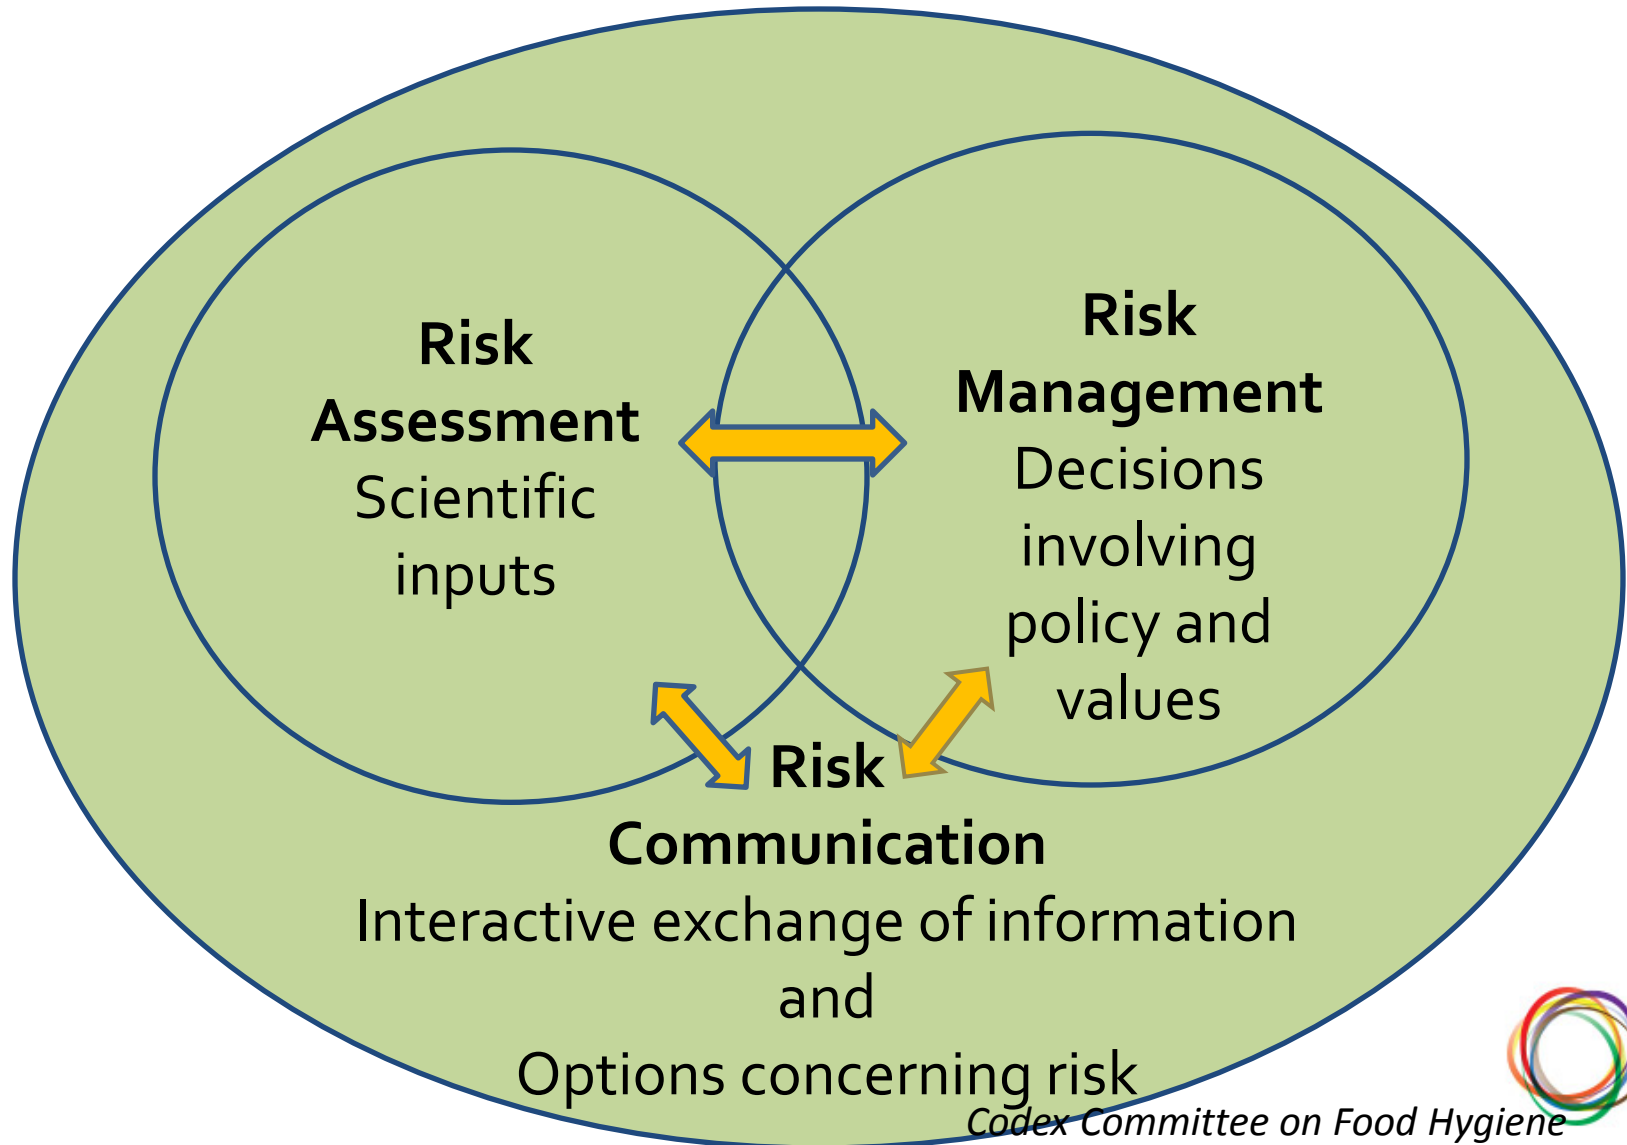 Risk
Assessment
Scientific
inputs
Risk
Management
Decisions
involving
policy and
values
Risk
Communication
Interactive exchange of information
and
Options concerning risk
Codex Committee on Food Hygiene